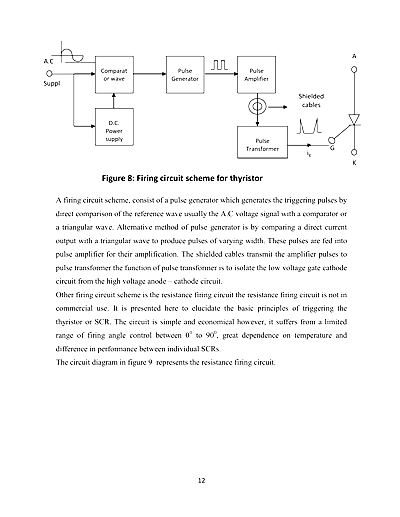 A.C
Suppl
Comparat
or wave
Pulse
Generator
Pulse
Amplifier
Shielded
cables
D.C.
Power
supply
Pulse
Transformer
A
G
K
Figure 8: Firing circuit scheme for thyristor
A firing circuit scheme, consist of a pulse generator which generates the triggering pulses by
direct comparison of the reference wave usually the A.C voltage signal with a comparator or
a triangular wave. Alternative method of pulse generator is by comparing a direct current
output with a triangular wave to produce pulses of varying width. These pulses are fed into
pulse amplifier for their amplification. The shielded cables transmit the amplifier pulses to
pulse transformer the function of pulse transformer is to isolate the low voltage gate cathode
circuit from the high voltage anode – cathode circuit.
Other firing circuit scheme is the resistance firing circuit the resistance firing circuit is not in
commercial use. It is presented here to elucidate the basic principles of triggering the
thyristor or SCR. The circuit is simple and economical however, it suffers from a limited
range of firing angle control between 0° to 90°, great dependence on temperature and
difference in performance between individual SCRs.
The circuit diagram in figure 9 represents the resistance firing circuit.
12